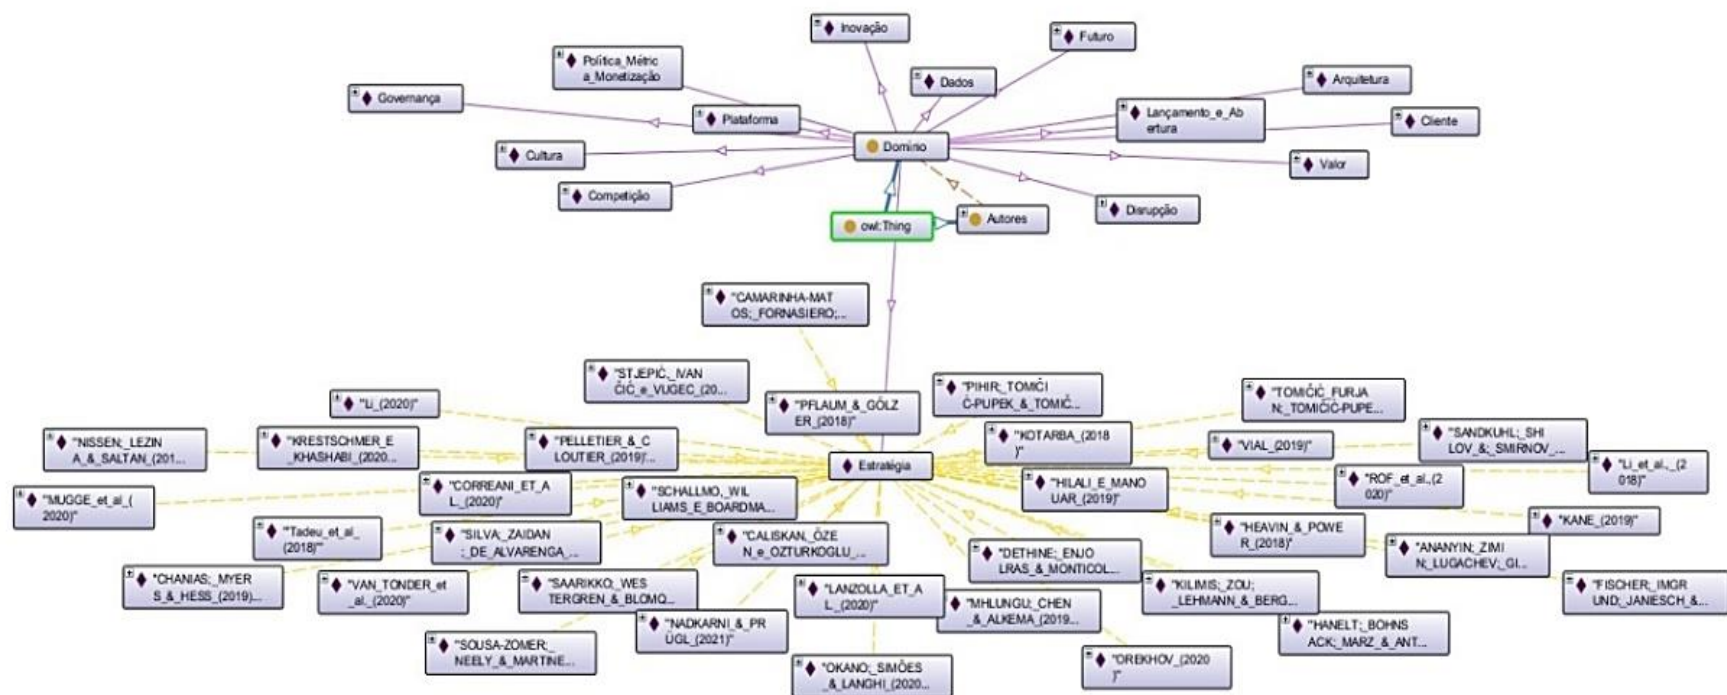 Inovação
Futuro
Política_Métric
a_Monetização
Dados
Arquitetura
Governança
Lançamento_e_Ab
ertura
Plataforma
Cliente
Domínio
Cultura
Valor
Competição
Disrupção
Autores
owl:Thing
"CAMARINHA-MAT
OS;_FORNASIERO;...
"STJEPIĆ;_IVAN
ČIĆ_e_VUGEC_(20...
"PIHIR;_TOMIČI
Ć-PUPEK_&_TOMIČ...
"TOMIČIĆ_FURJA
N;_TOMIČIĆ-PUPE...
"Li_(2020)"
"PFLAUM_&_GÖLZ
ER_(2018)"
"NISSEN;_LEZIN
A_&_SALTAN_(201...
"KRESTSCHMER_E
_KHASHABI_(2020...
"PELLETIER_&_C
LOUTIER_(2019)"...
"KOTARBA_(2018
)"
"VIAL_(2019)"
"SANDKUHL;_SHI
LOV_&;_SMIRNOV_...
Estratégia
"Li_et_al.,_(2
018)"
"MUGGE_et_al_(
2020)"
"CORREANI_ET_A
L._(2020)"
"SCHALLMO,_WIL
LIAMS_E_BOARDMA...
"HILALI_E_MANO
UAR_(2019)"
"ROF_et_al.,(2
020)"
"KANE_(2019)"
"Tadeu_et_al_
(2018)"
"SILVA;_ZAIDAN
;_DE_ALVARENGA_...
"CALISKAN,_ÖZE
N_e_OZTURKOGLU_...
"HEAVIN_&_POWE
R_(2018)"
"ANANYIN;_ZIMI
N;_LUGACHEV;_GI...
"CHANIAS;_MYER
S_&_HESS_(2019)...
"VAN_TONDER_et
_al._(2020)"
"SAARIKKO;_WES
TERGREN_&_BLOMQ...
"DETHINE;_ENJO
LRAS_&_MONTICOL...
"LANZOLLA_ET_A
L_(2020)"
"KILIMIS;_ZOU;
_LEHMANN_&_BERG...
"FISCHER;_IMGR
UND;_JANIESCH_&...
"NADKARNI_&_PR
ÜGL_(2021)"
"MHLUNGU;_CHEN
_&_ALKEMA_(2019...
"HANELT;_BOHNS
ACK;_MARZ_&_ANT...
"SOUSA-ZOMER;_
NEELY_&_MARTINE...
"OKANO;_SIMÕES
_&_LANGHI_(2020...
"OREKHOV_(2020
)"